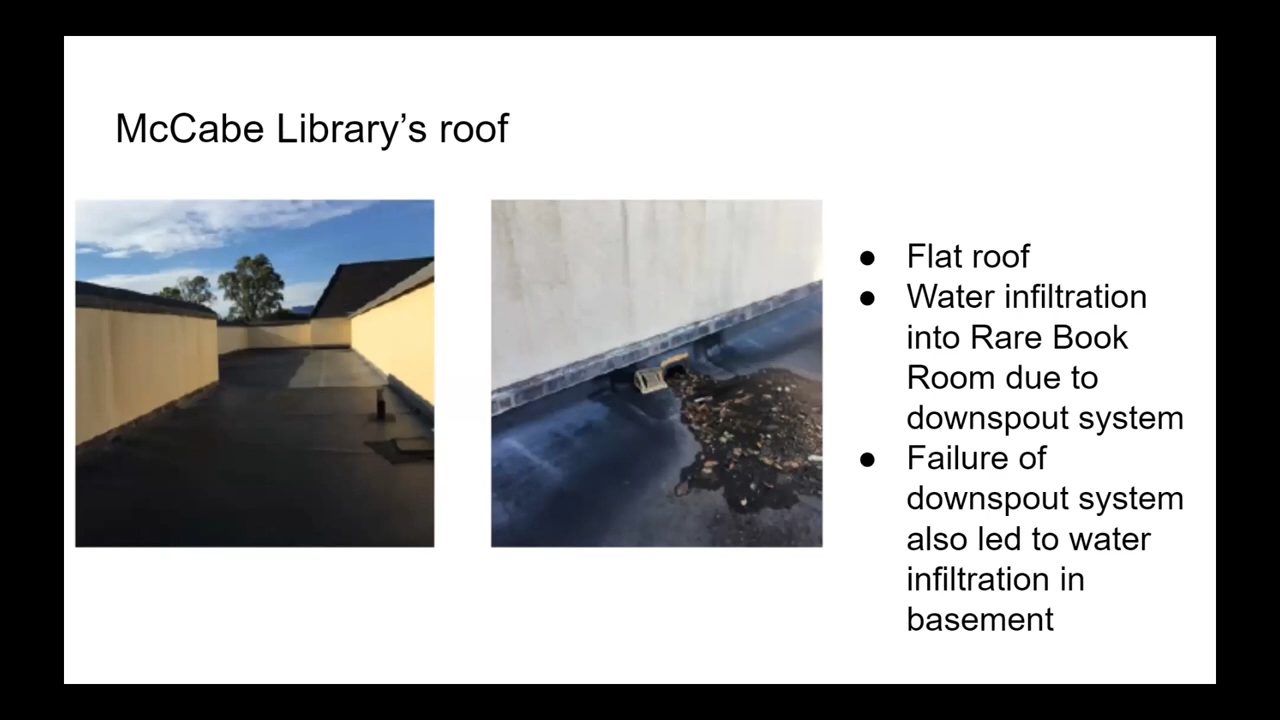 McCabe Library’s roof
● Flat roof
● Water infiltration
into Rare Book
Room due to
downspout system
● Failure of
downspout system
also led to water
infiltration in
basement